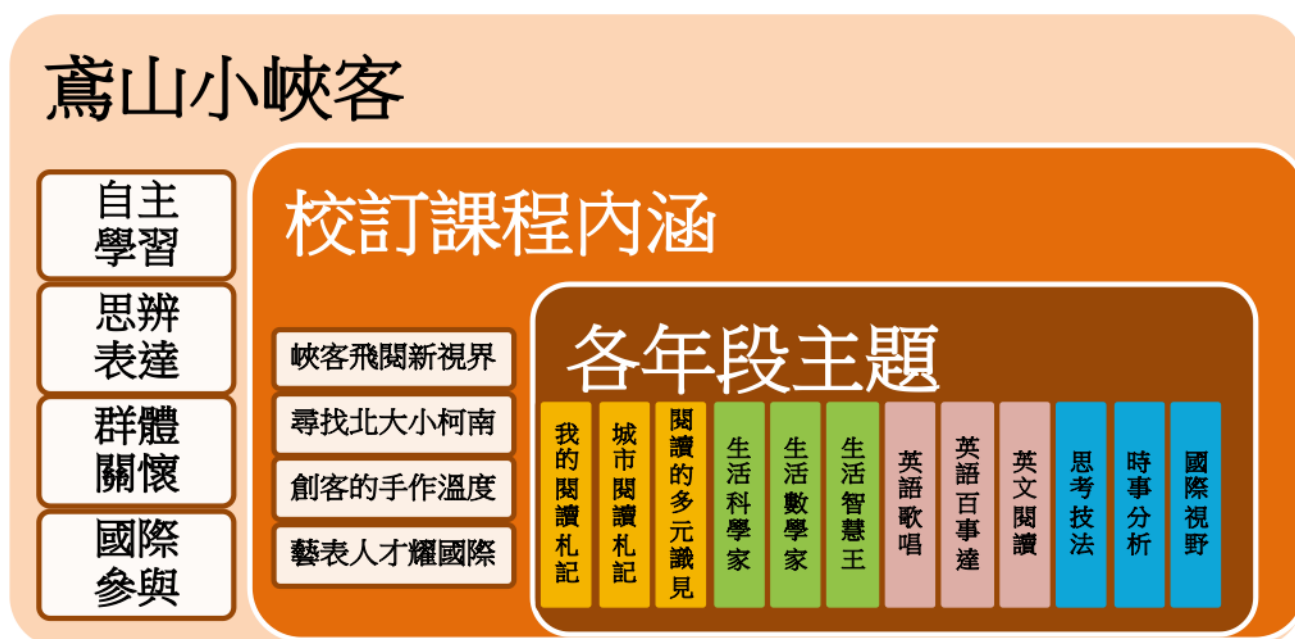 鳶山小峽客
自主
學習
思辨
表達
群體
關懷
國際
參與
校訂課程內涵
峽客飛閱新視界
尋找北大小柯南
創客的手作溫度
藝表人才耀國際
各年段主題
我的閱讀札記
城市閱讀札記
閱讀的多元識見
生活科學家
生活數學家
生活智慧王
英語歌唱
英語百事達
英文閱讀
思考技法
時事分析
國際視野